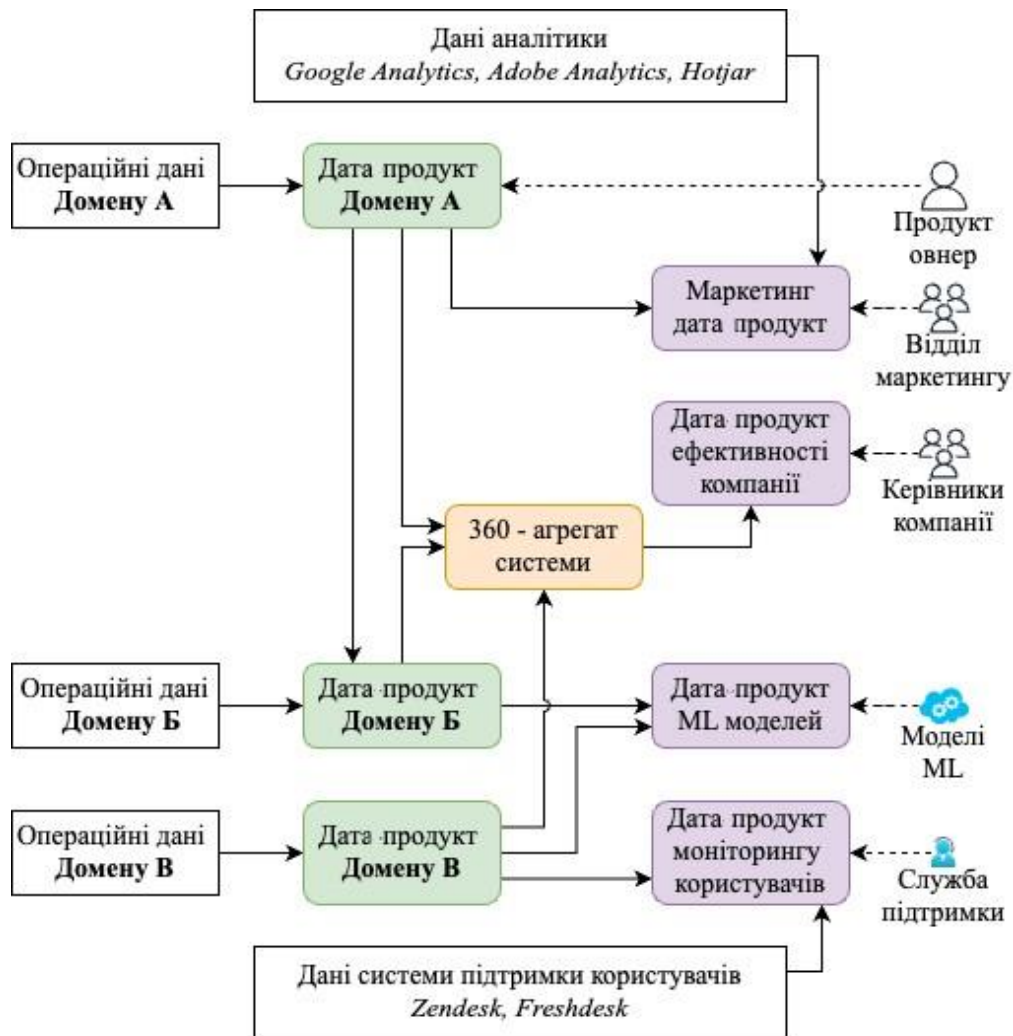 Дані аналітики
Google Analytics, Adobe Analytics, Hotjar
Операційні дані
Домену А
Дата продукт
Домену А
Продукт
овнер
Маркетинг
дата продукт
Відділ
маркетингу
Дата продукт
ефективності
компанії
Керівники
компанії
360 - агрегат
системи
Операційні дані
Домену Б
Дата продукт
Домену Б
Дата продукт
ML моделей
Моделі
ML
Операційні дані
Домену В
Дата продукт
Домену В
Дата продукт
моніторингу
користувачів
Служба
підтримки
Дані системи підтримки користувачів
Zendesk, Freshdesk